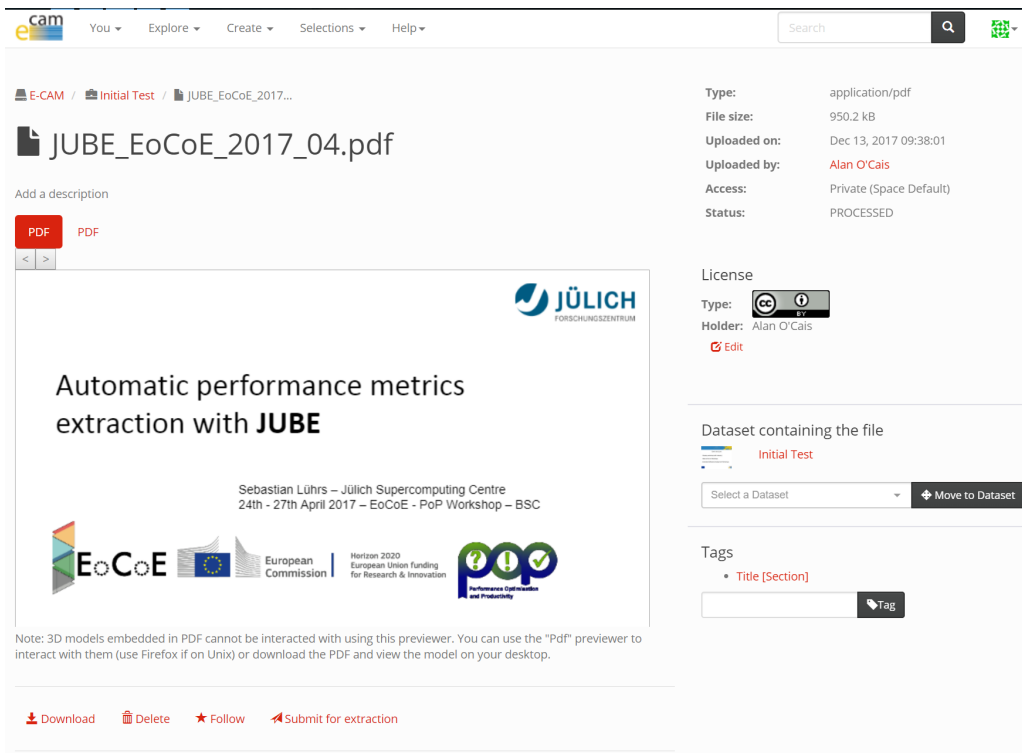 e cam
You
Explore
Create
Selections
Help
Search
E-CAM / Initial Test / JUBE_EoCoE_2017...
JUBE_EoCoE_2017_04.pdf
Add a description
PDF
PDF
< >
JÜLICH
FORSCHUNGSZENTRUM
Automatic performance metrics
extraction with JUBE
Sebastian Lührs – Jülich Supercomputing Centre
24th - 27th April 2017 – EoCoE - PoP Workshop – BSC
EoCoE
European
Commission
Horizon 2020
European Union funding
for Research & Innovation
pop
?!
Performance Optimisation
and Productivity
Note: 3D models embedded in PDF cannot be interacted with using this previewer. You can use the "Pdf" previewer to
interact with them (use Firefox if on Unix) or download the PDF and view the model on your desktop.
Download
Delete
Follow
Submit for extraction
Type: application/pdf
File size: 950.2 kB
Uploaded on: Dec 13, 2017 09:38:01
Uploaded by: Alan O'Cais
Access: Private (Space Default)
Status: PROCESSED
License
Type: cc BY
Holder: Alan O'Cais
Edit
Dataset containing the file
Initial Test
Select a Dataset
Move to Dataset
Tags
Title [Section]
Tag